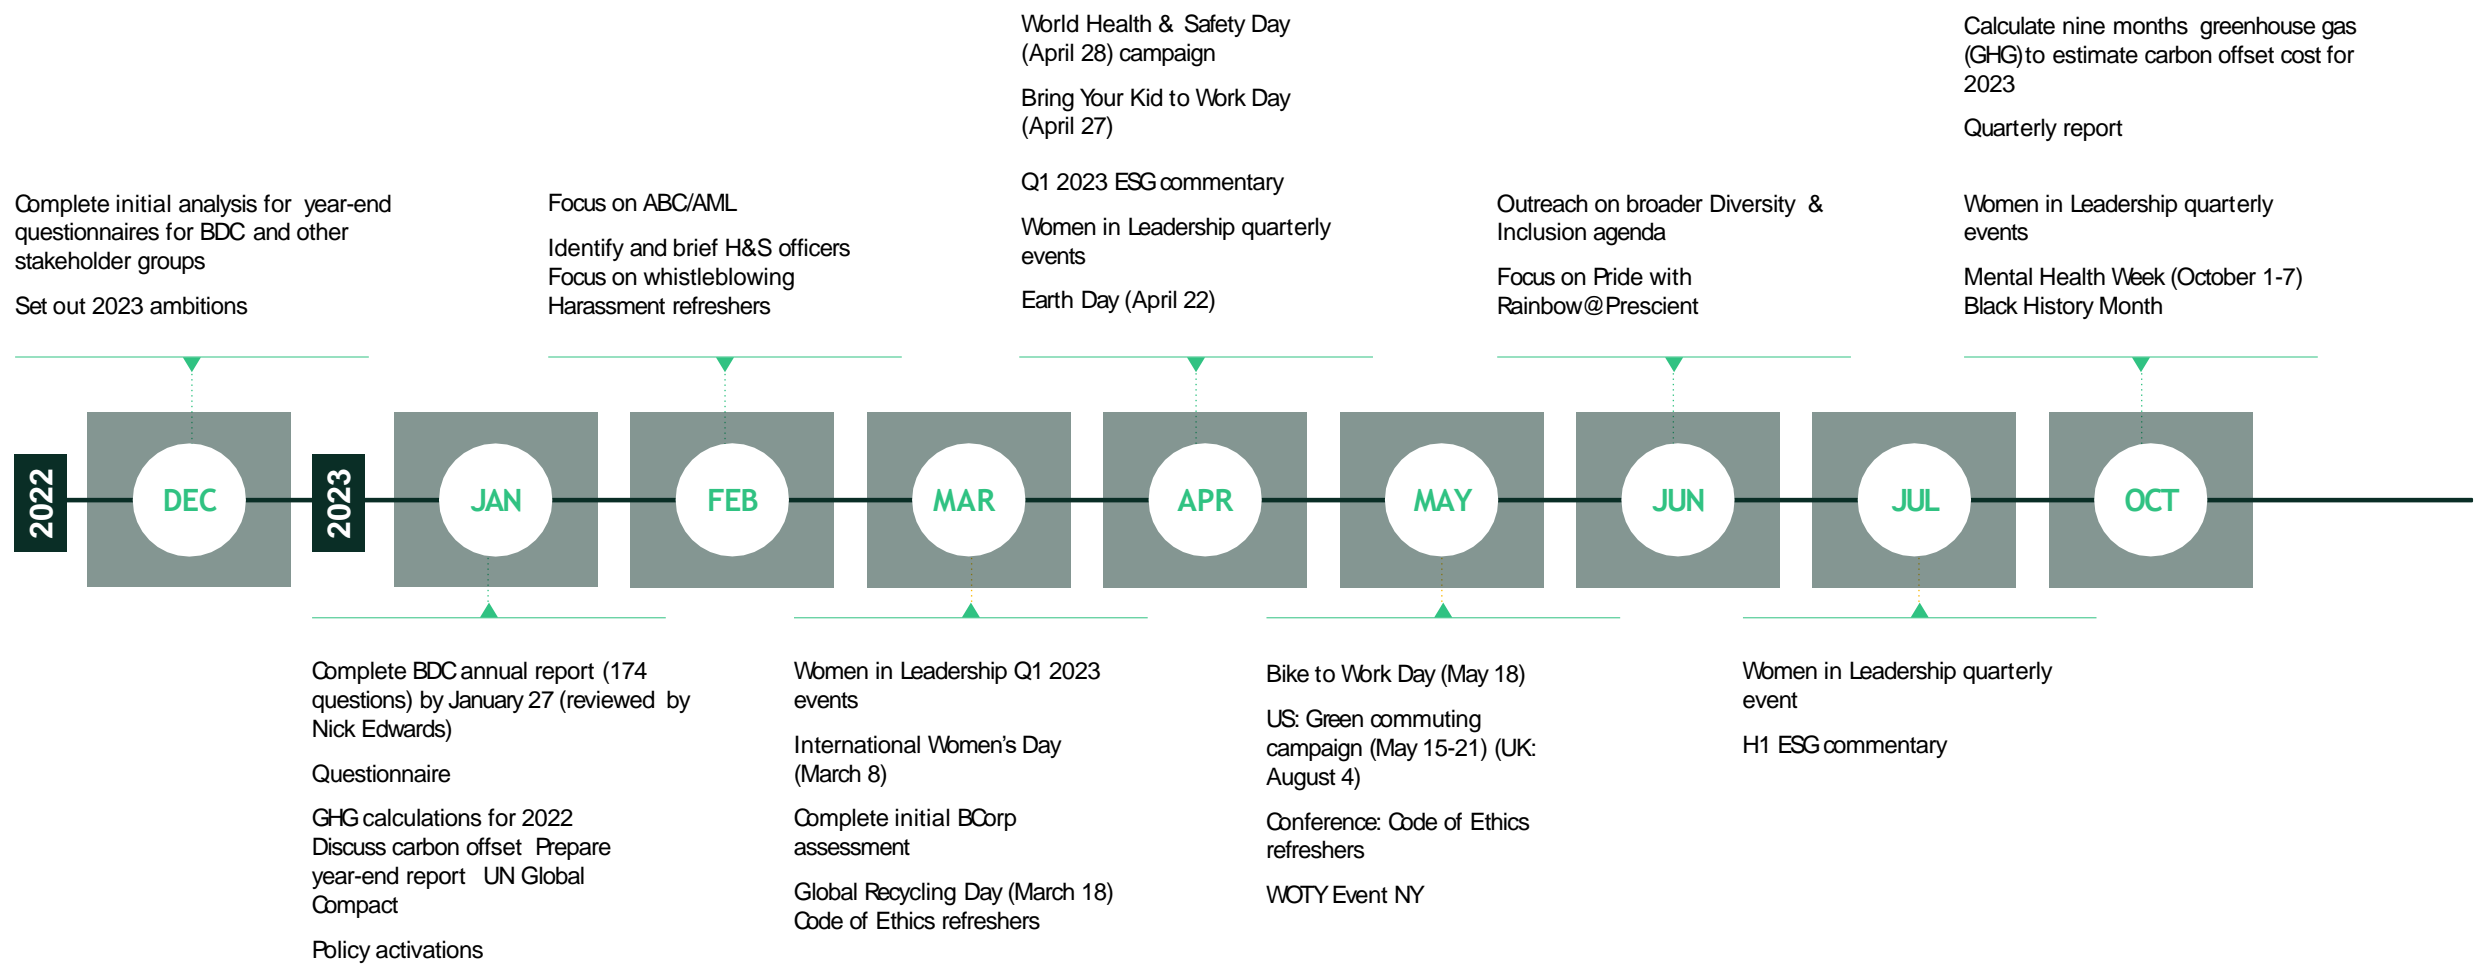 World Health & Safety Day
(April 28) campaign
Bring Your Kid to Work Day
(April 27)
Q1 2023 ESG commentary
Women in Leadership quarterly
events
Earth Day (April 22)
Calculate nine months greenhouse gas
(GHG) to estimate carbon offset cost for
2023
Quarterly report
Women in Leadership quarterly
events
Mental Health Week (October 1-7)
Black History Month
Complete initial analysis for year-end
questionnaires for BDC and other
stakeholder groups
Set out 2023 ambitions
Focus on ABC/AML
Identify and brief H&S officers
Focus on whistleblowing
Harassment refreshers
Outreach on broader Diversity &
Inclusion agenda
Focus on Pride with
Rainbow@Prescient
2022
DEC
2023
JAN
FEB
MAR
APR
MAY
JUN
JUL
OCT
Complete BDC annual report (174
questions) by January 27 (reviewed by
Nick Edwards)
Questionnaire
GHG calculations for 2022
Discuss carbon offset Prepare
year-end report UN Global
Compact
Policy activations
Women in Leadership Q1 2023
events
International Women's Day
(March 8)
Complete initial BCorp
assessment
Global Recycling Day (March 18)
Code of Ethics refreshers
Bike to Work Day (May 18)
US: Green commuting
campaign (May 15-21) (UK:
August 4)
Conference: Code of Ethics
refreshers
WOTY Event NY
Women in Leadership quarterly
event
H1 ESG commentary